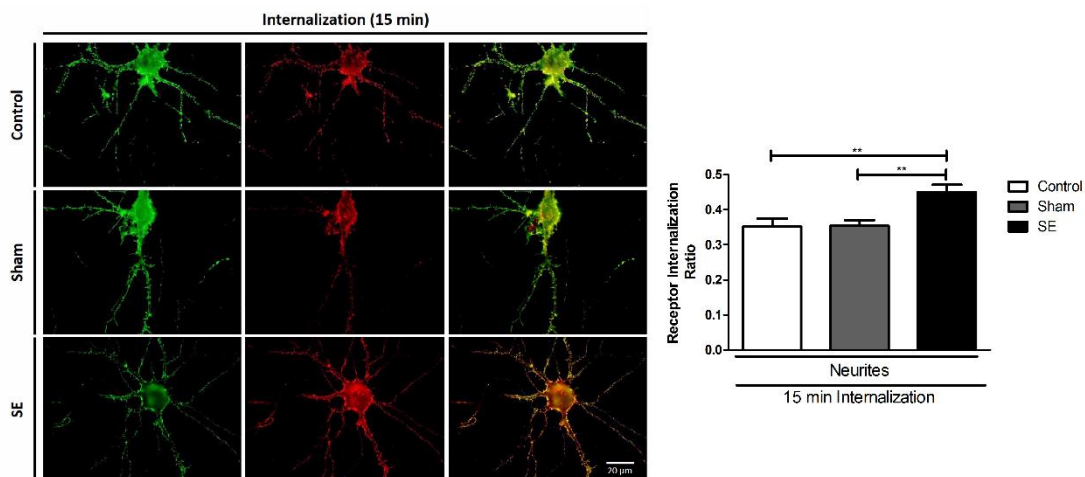 Internalization (15 min)
Control
Sham
SE
20 µm
**
**
Receptor Internalization
Ratio
0.5
0.4
0.3
0.2
0.1
0.0
Neurites
15 min Internalization
Control
Sham
SE